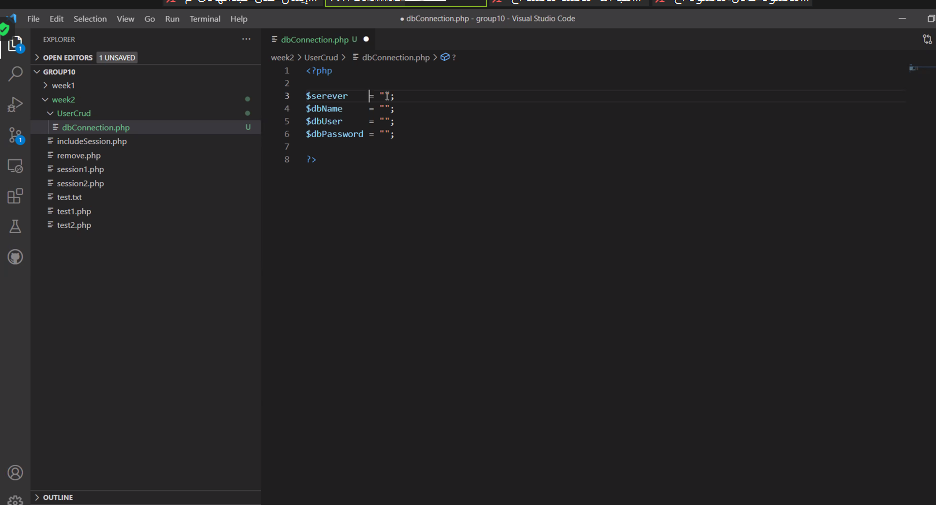 File Edit Selection View Go Run Terminal Help
● dbConnection.php - group10 - Visual Studio Code
EXPLORER ...
OPEN EDITORS 1 UNSAVED
GROUP10
week1
week2
UserCrud
dbConnection.php U
includeSession.php
remove.php
session1.php
session2.php
test.txt
test1.php
test2.php
OUTLINE
1
1
dbConnection.php U ●
week2 > UserCrud > dbConnection.php > ?
1 <?php
2
3 $serever = "";
4 $dbName = "";
5 $dbUser = "";
6 $dbPassword = "";
7
8 ?>